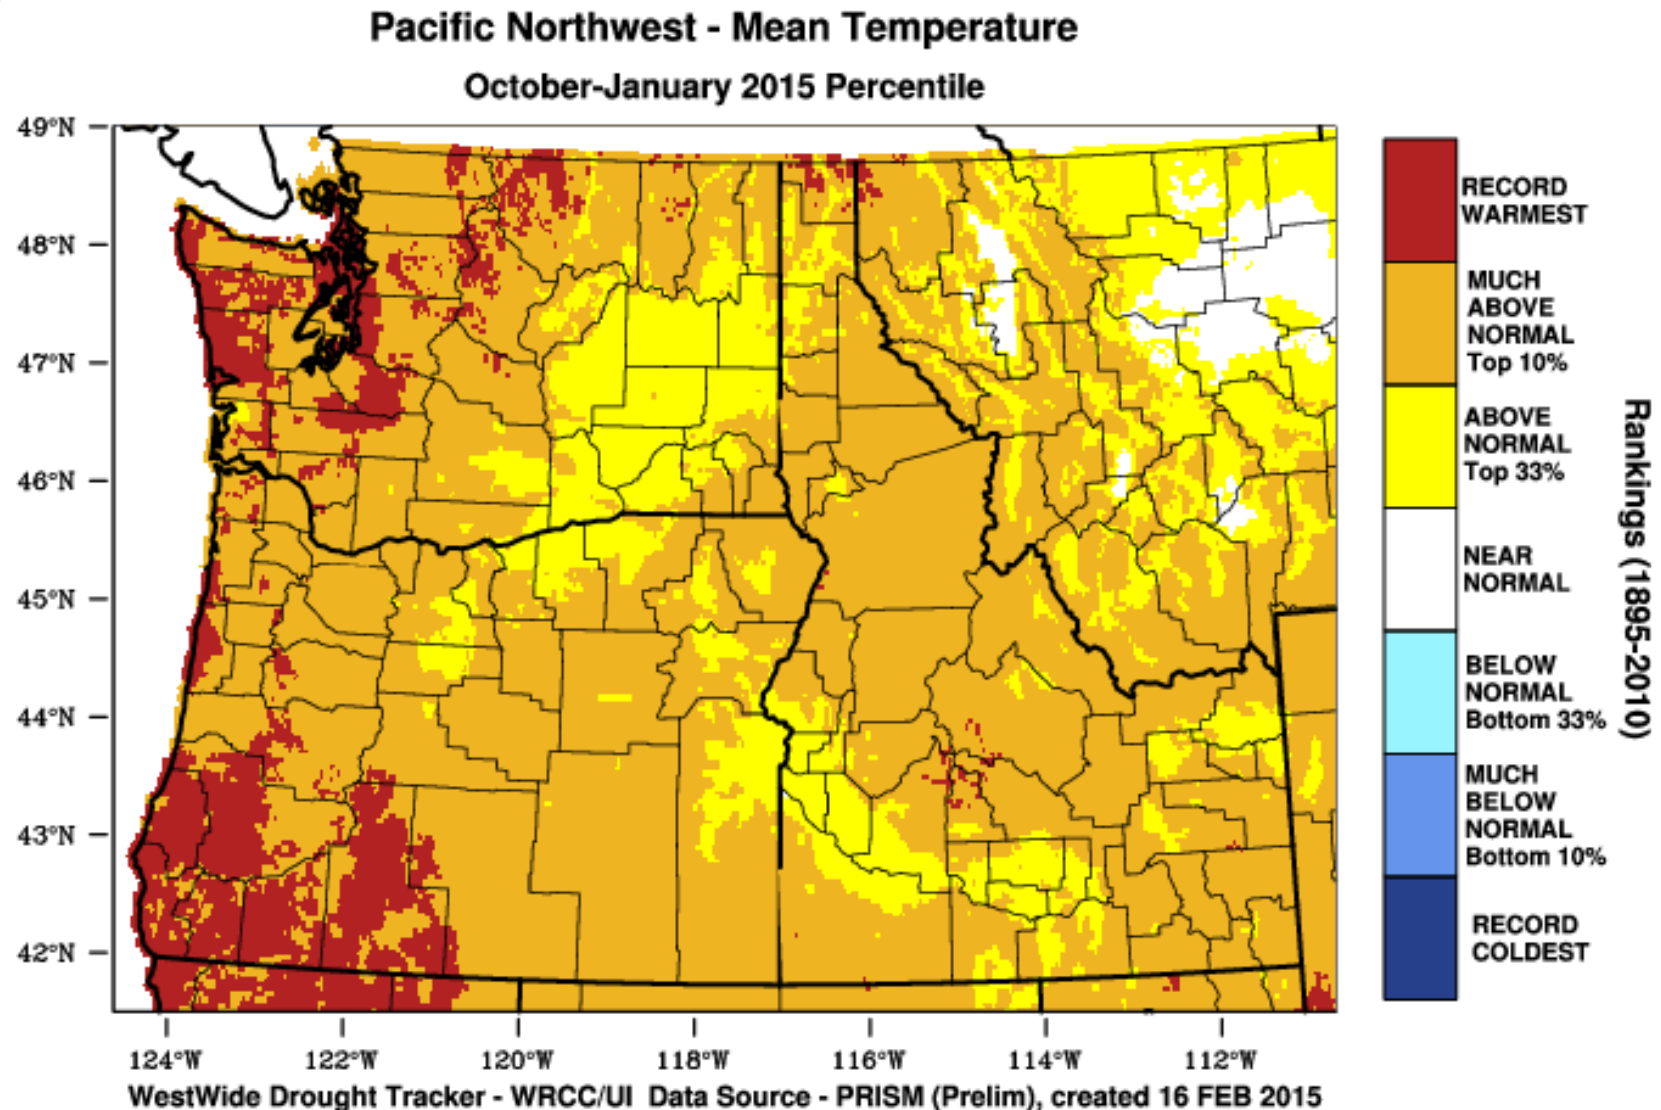 Pacific Northwest - Mean Temperature
October-January 2015 Percentile
49°N
48°N
47°N
46°N
45°N
44°N
43°N
42°N
124°W
122°W
120°W
118°W
116°W
114°W
112°W
RECORD
WARMEST
MUCH
ABOVE
NORMAL
Top 10%
ABOVE
NORMAL
Top 33%
NEAR
NORMAL
BELOW
NORMAL
Bottom 33%
MUCH
BELOW
NORMAL
Bottom 10%
RECORD
COLDEST
Rankings (1895-2010)
WestWide Drought Tracker - WRCC/UI Data Source - PRISM (Prelim), created 16 FEB 2015